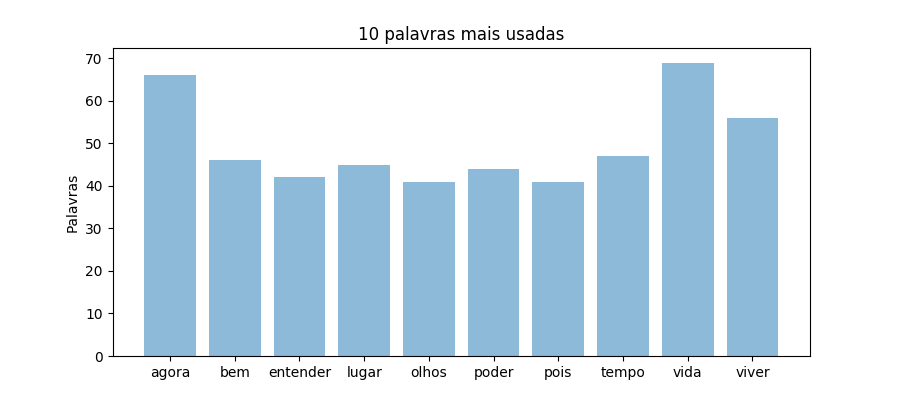 10 palavras mais usadas
70
60
50
40
30
20
10
0
Palavras
agora bem entender lugar olhos poder pois tempo vida viver